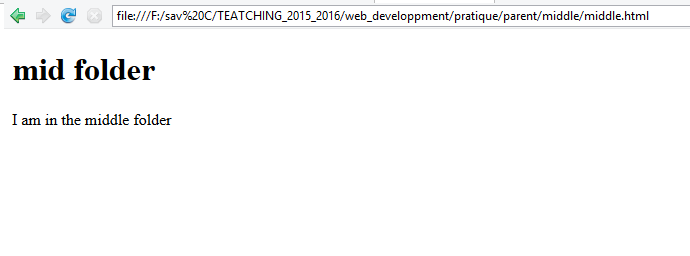 file:///F:/sav%20C/TEATCHING_2015_2016/web_developpment/pratique/parent/middle/middle.html
mid folder
I am in the middle folder